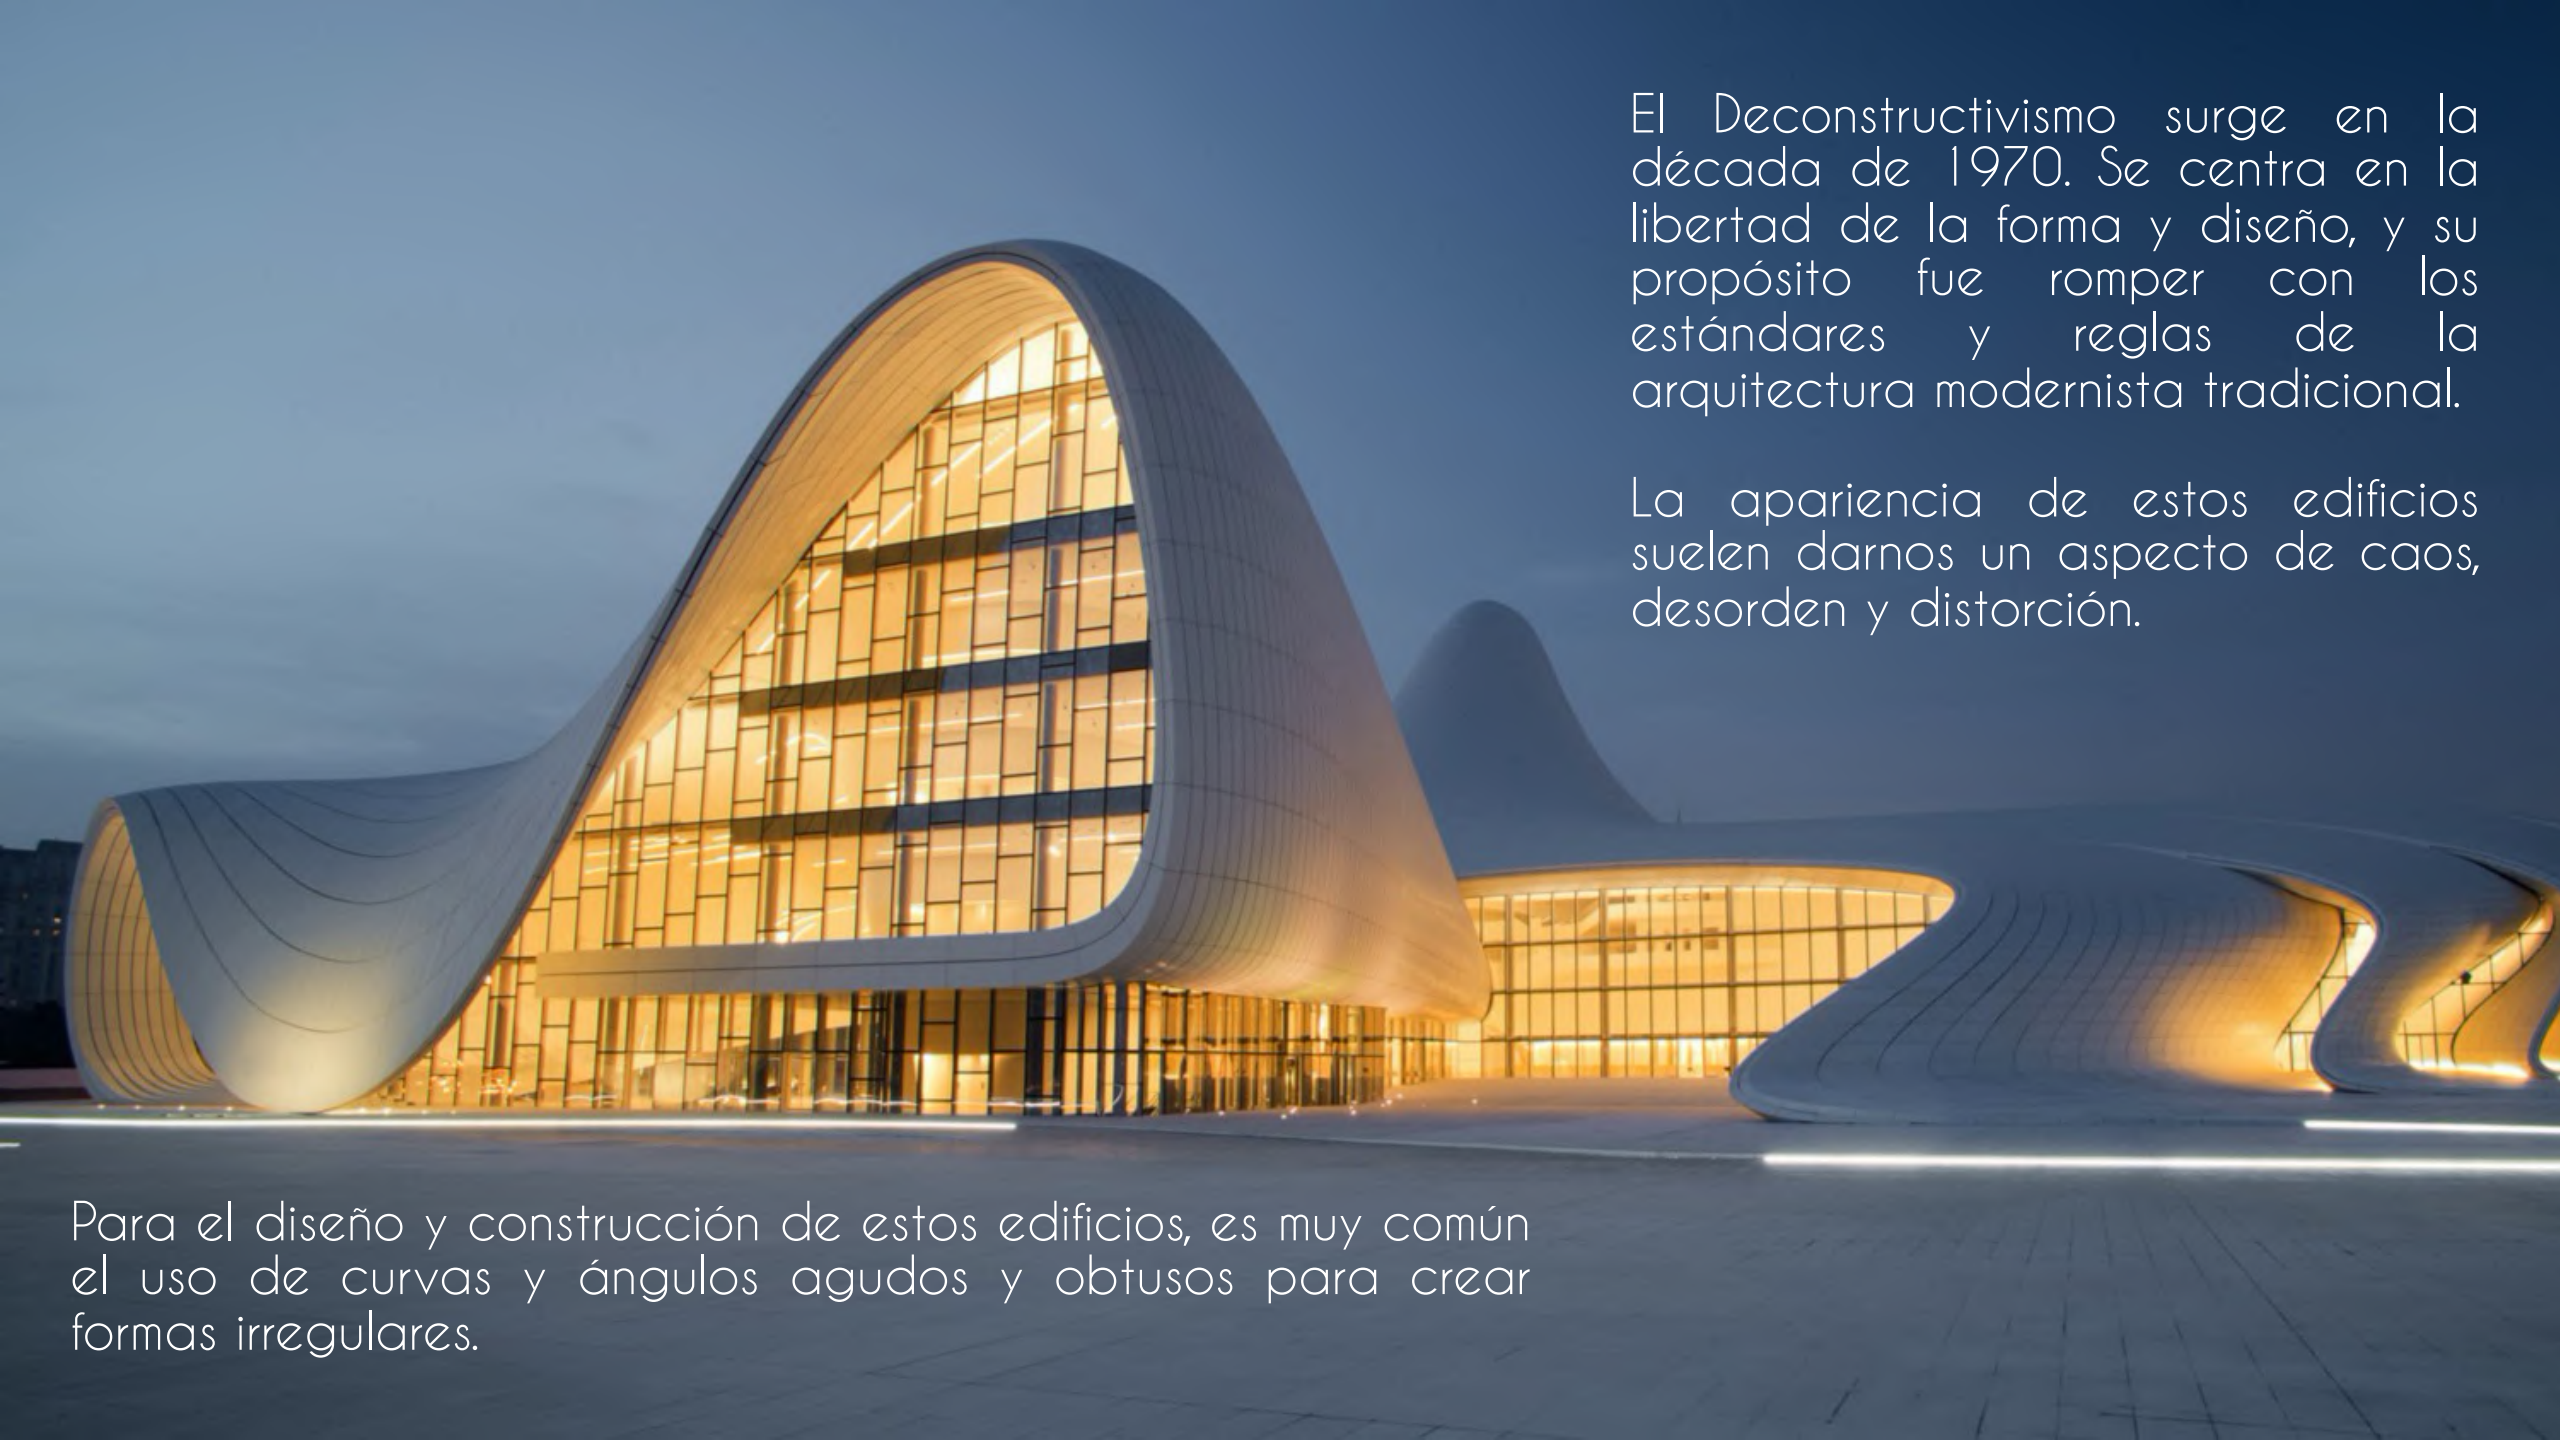 El Deconstructivismo surge en la
década de 1970. Se centra en la
libertad de la forma y diseño, y su
propósito fue romper con los
estándares y reglas de la
arquitectura modernista tradicional.
La apariencia de estos edificios
suelen darnos un aspecto de caos,
desorden y distorción.
Para el diseño y construcción de estos edificios, es muy común
el uso de curvas y ángulos agudos y obtusos para crear
formas irregulares.